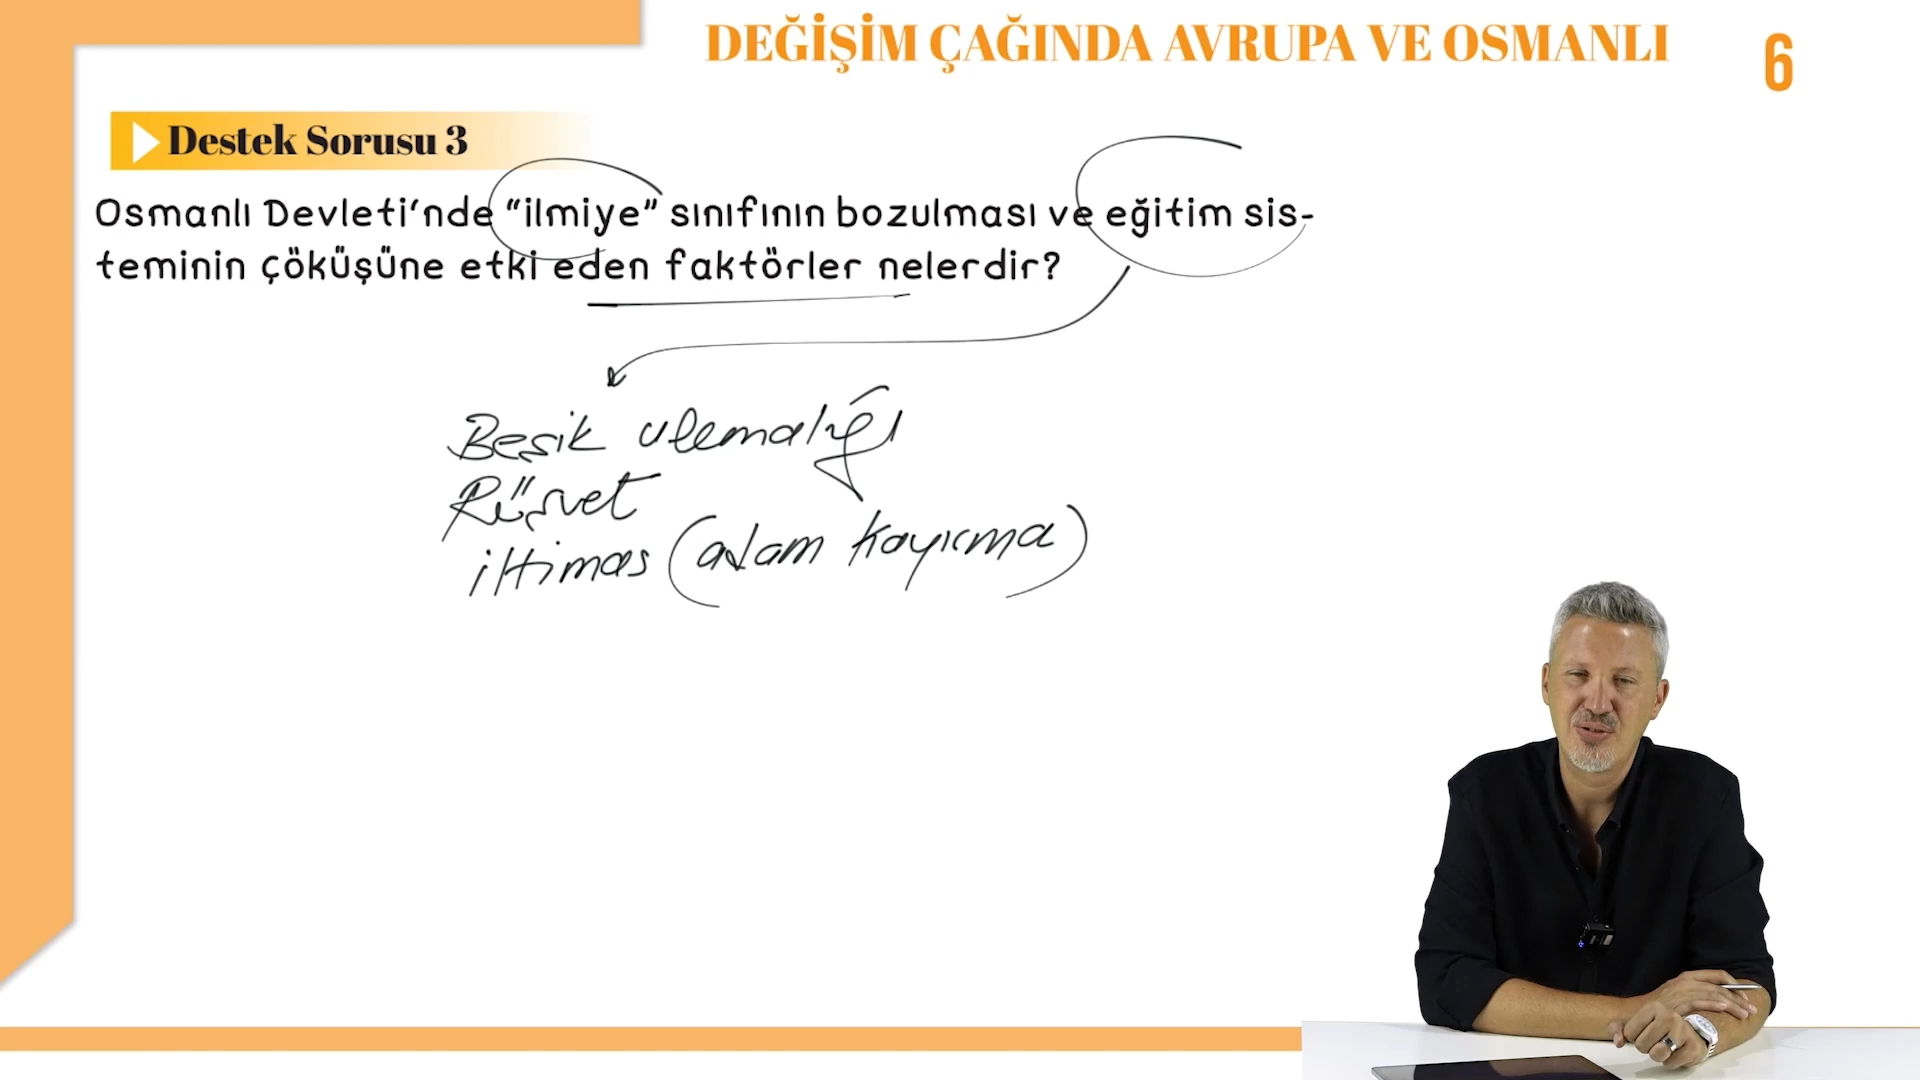 DEĞİŞİM ÇAĞINDA AVRUPA VE OSMANLI
6
Destek Sorusu 3
Osmanlı Devleti'nde "ilmiye" sınıfının bozulması ve eğitim sis-
teminin çöküşüne etki eden faktörler nelerdir?
Beşik ulemalığı
Rüşvet
iltimas (adam kayırma)